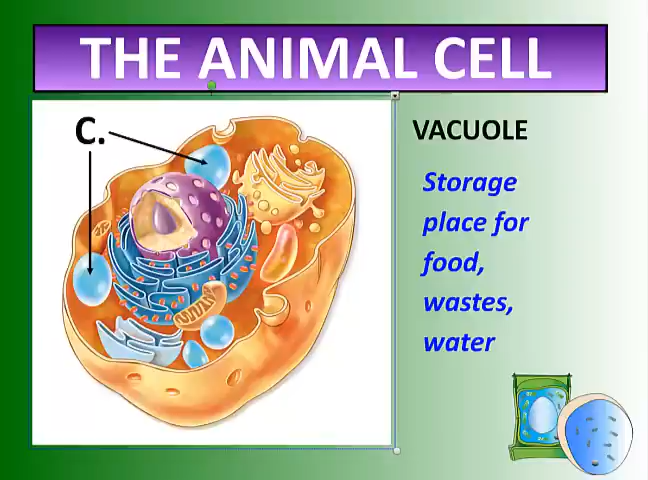 THE ANIMAL CELL
C.
VACUOLE
Storage
place for
food,
wastes,
water